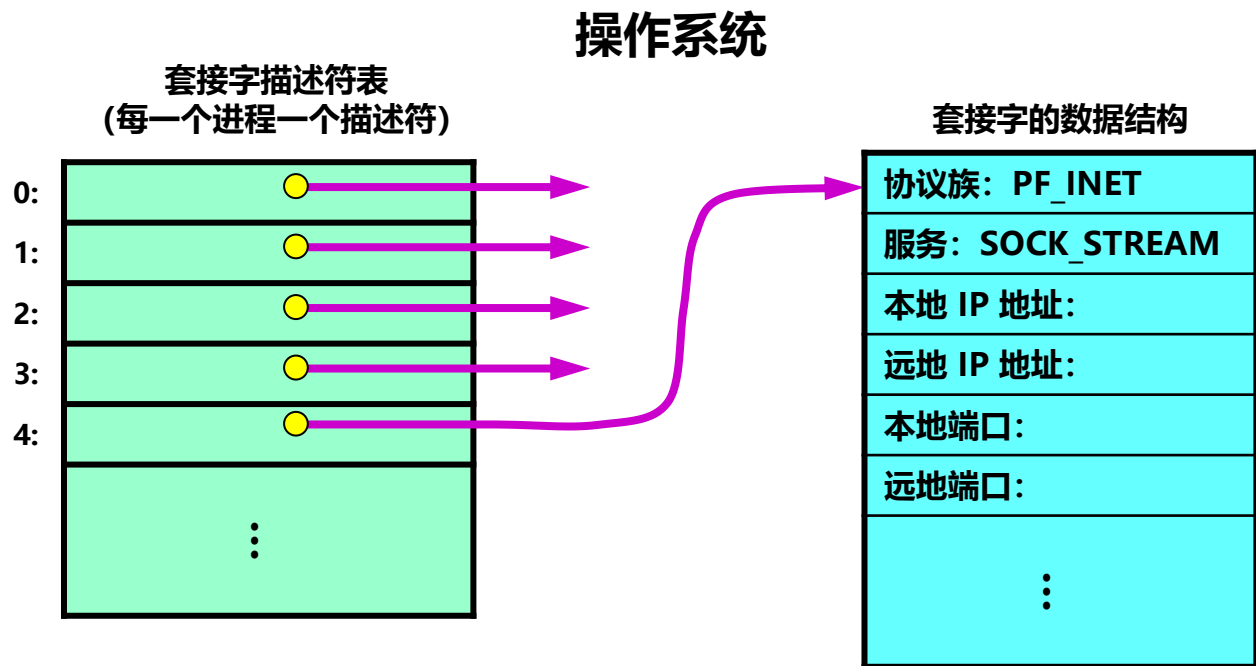 操作系统
套接字描述符表
（每一个进程一个描述符）
0:
1:
2:
3:
4:
⋮
套接字的数据结构
协议族：PF_INET
服务：SOCK_STREAM
本地 IP 地址：
远地 IP 地址：
本地端口：
远地端口：
⋮